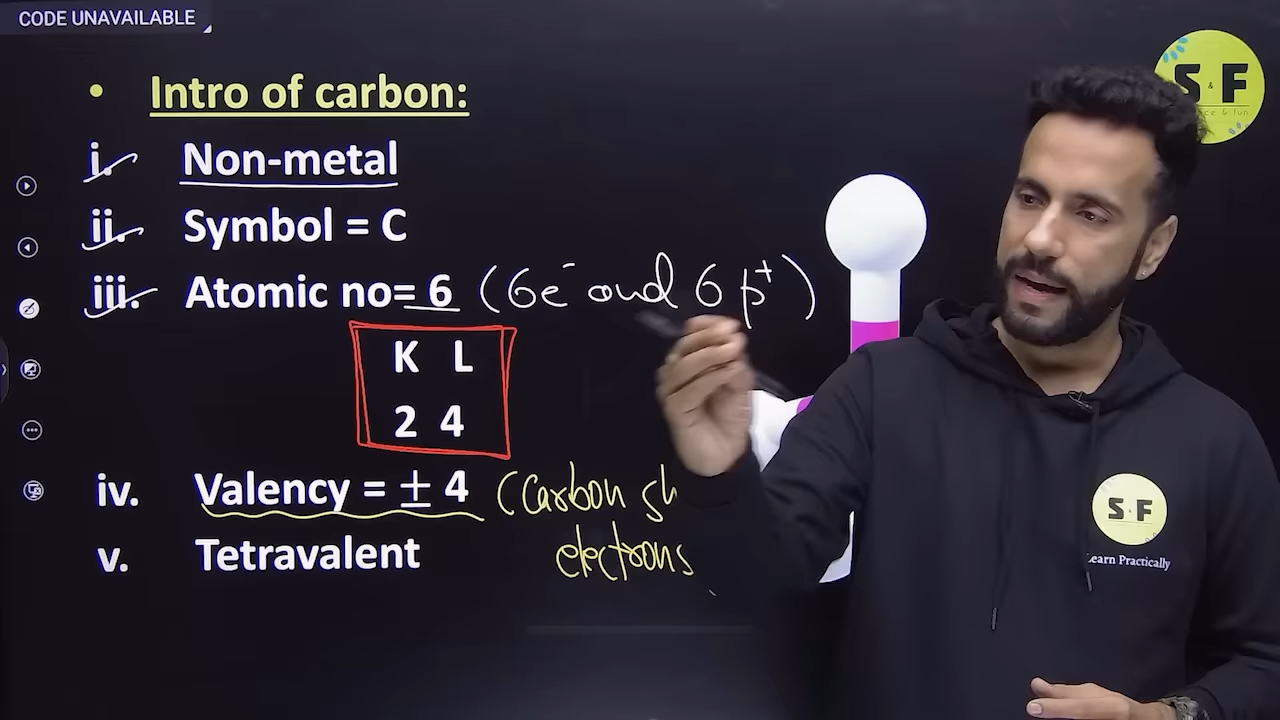 CODE UNAVAILABLE
• Intro of carbon:
i. Non-metal
ii. Symbol = C
iii. Atomic no= 6 (6e⁻ and 6 p⁺)
K L
2 4
iv. Valency = ± 4 (Carbon sh
electrons
v. Tetravalent
S & F
S & F
Learn Practically